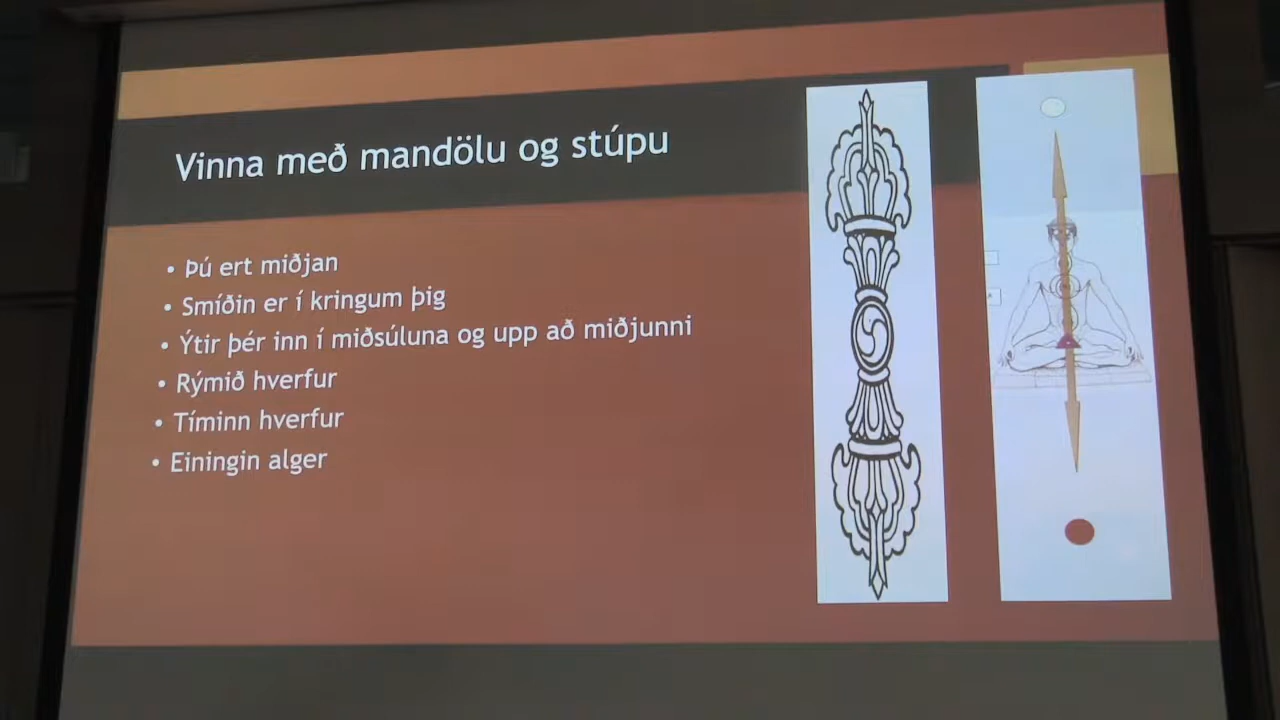 Vinna með mandölu og stúpu
• Þú ert miðjan
• Smíðin er í kringum þig
• Ýtir þér inn í miðsúluna og upp að miðjunni
• Rýmið hverfur
• Tíminn hverfur
• Einingin alger